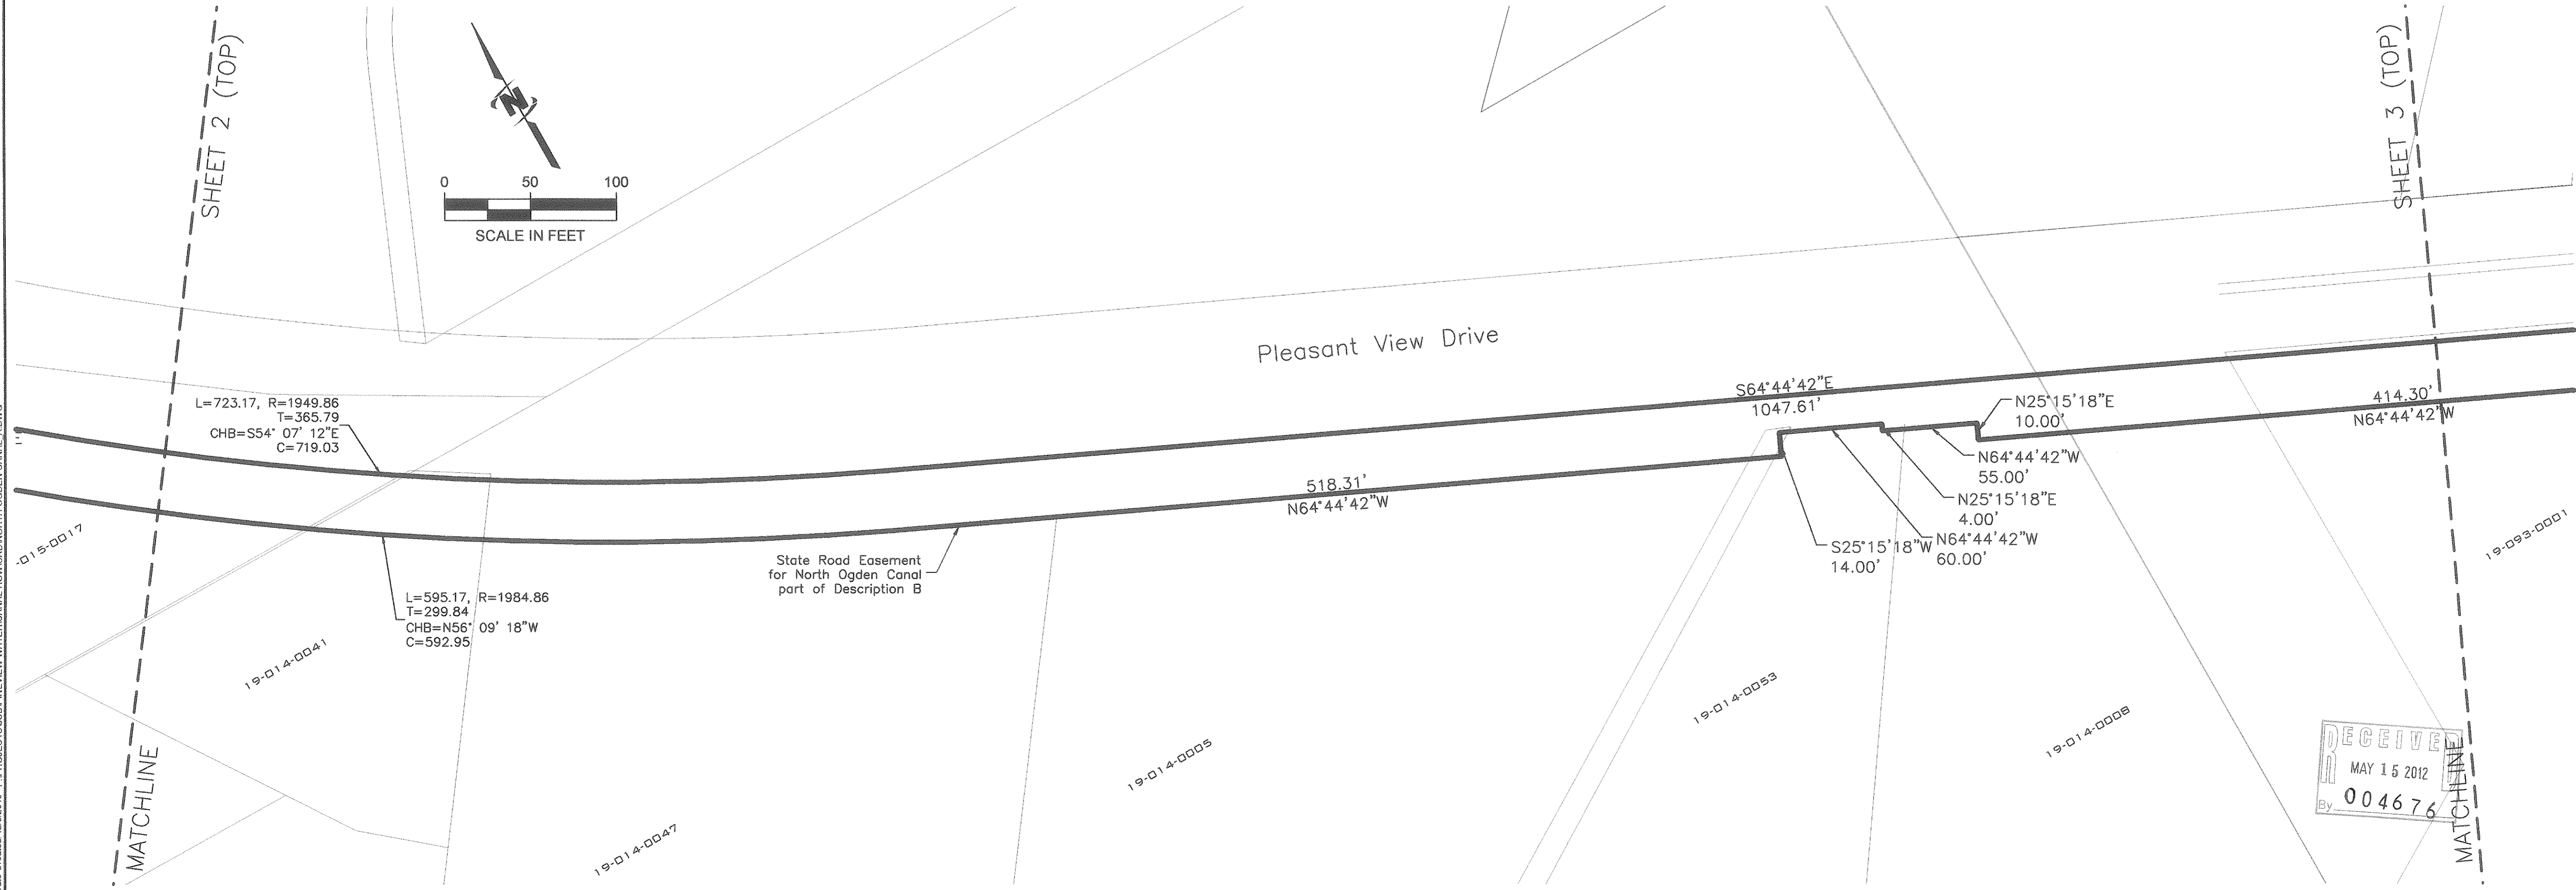 SHEET 2 (TOP)
N
0 50 100
SCALE IN FEET
SHEET 3 (TOP)
Pleasant View Drive
L=723.17, R=1949.86
T=365.79
CHB=S54° 07' 12"E
C=719.03
S64°44'42"E
1047.61'
N25°15'18"E
10.00'
414.30'
N64°44'42"W
N64°44'42"W
55.00'
518.31'
N64°44'42"W
N25°15'18"E
4.00'
N64°44'42"W
60.00'
S25°15'18"W
14.00'
State Road Easement
for North Ogden Canal
part of Description B
L=595.17, R=1984.86
T=299.84
CHB=N56° 09' 18"W
C=592.95
-015-0017
19-014-0041
19-014-0047
19-014-0005
19-014-0053
19-014-0008
19-093-0001
MATCHLINE
RECEIVED
MAY 15 2012
By 004676
MATCHLINE